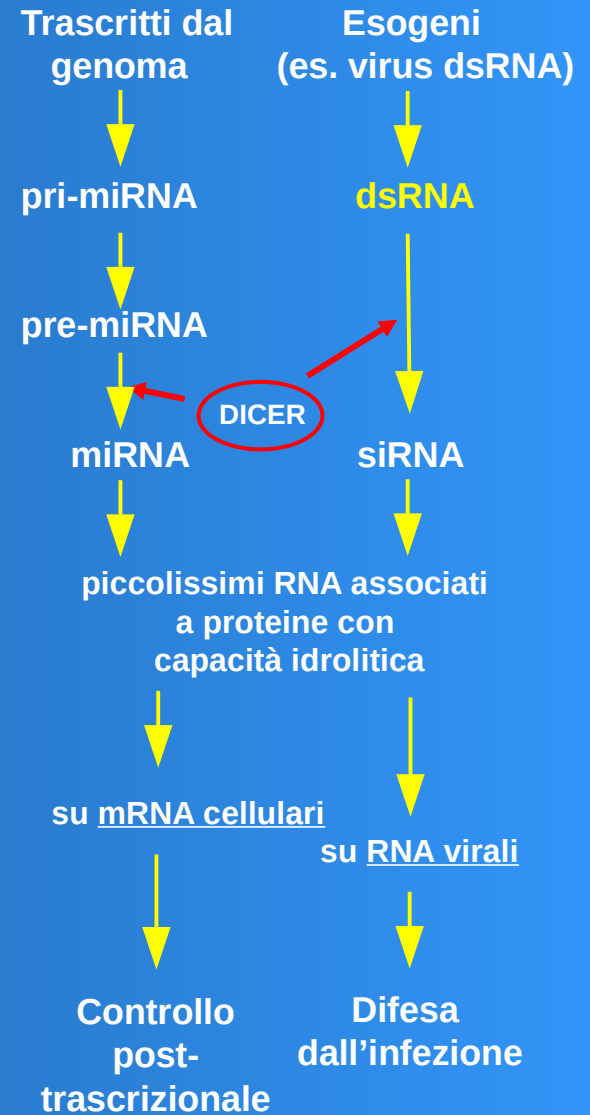 Trascritti dal
genoma
Esogeni
(es. virus dsRNA)
pri-miRNA
dsRNA
pre-miRNA
DICER
miRNA
siRNA
piccolissimi RNA associati
a proteine con
capacità idrolitica
su mRNA cellulari
su RNA virali
Controllo
post-
trascrizionale
Difesa
dall’infezione